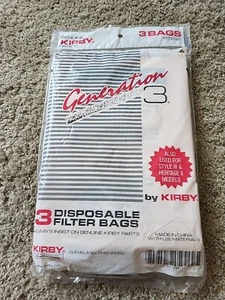 GENUINE
KIRBY
3 BAGS
Generation
3
ALSO
USED FOR
STYLE III &
HERITAGE II
MODELS
by KIRBY
3 DISPOSABLE
FILTER BAGS
ALWAYS INSIST ON GENUINE KIRBY PARTS
MADE IN CHINA
WITH U.S. MATERIALS
KIRBY